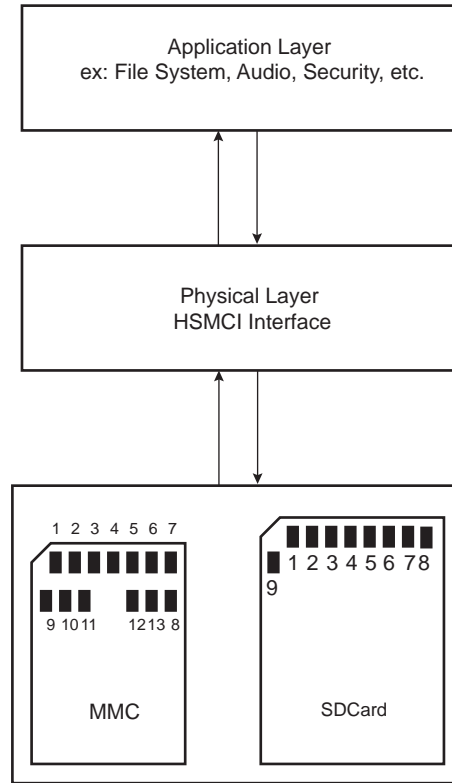 Application Layer
ex: File System, Audio, Security, etc.
Physical Layer
HSMCI Interface
1 2 3 4 5 6 7
9 10 11 12 13 8
MMC
1 2 3 4 5 6 7 8
9
SDCard